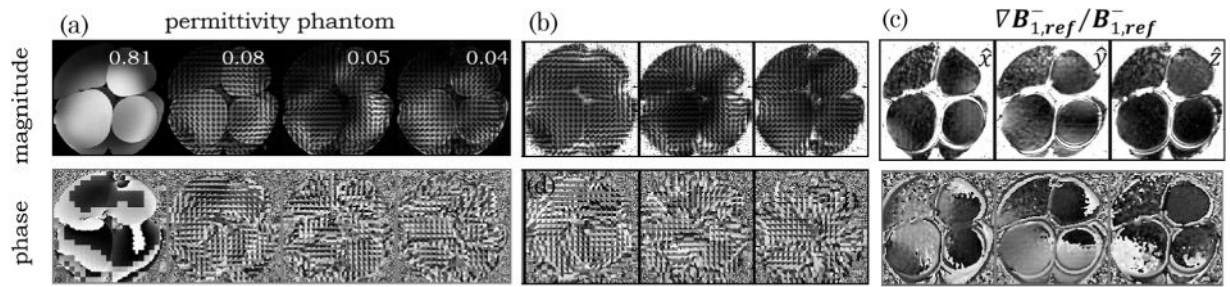 (a) permittivity phantom
(b)
(c) ∇B⁻₁,ref/B⁻₁,ref
magnitude
0.81 0.08 0.05 0.04
x̂ ŷ ẑ
phase
(d)